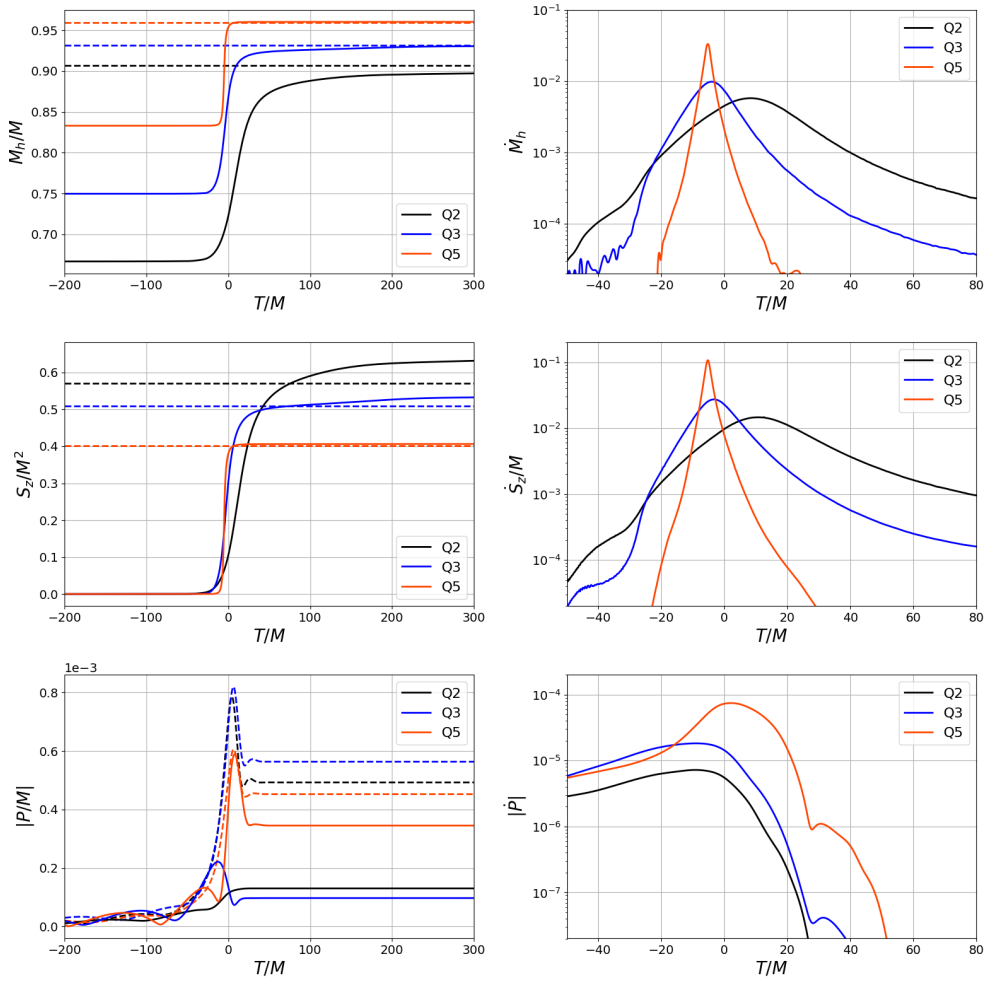 0.95
0.90
0.85
0.80
0.75
0.70
M_h/M
−200 −100 0 100 200 300
T/M
Q2
Q3
Q5
10^−1
10^−2
10^−3
10^−4
Ṁ_h
−40 −20 0 20 40 60 80
T/M
Q2
Q3
Q5
0.6
0.5
0.4
0.3
0.2
0.1
0.0
S_z/M^2
−200 −100 0 100 200 300
T/M
Q2
Q3
Q5
10^−1
10^−2
10^−3
10^−4
Ṡ_z/M
−40 −20 0 20 40 60 80
T/M
Q2
Q3
Q5
1e−3
0.8
0.6
0.4
0.2
0.0
|P/M|
−200 −100 0 100 200 300
T/M
Q2
Q3
Q5
10^−4
10^−5
10^−6
10^−7
|Ṗ|
−40 −20 0 20 40 60 80
T/M
Q2
Q3
Q5